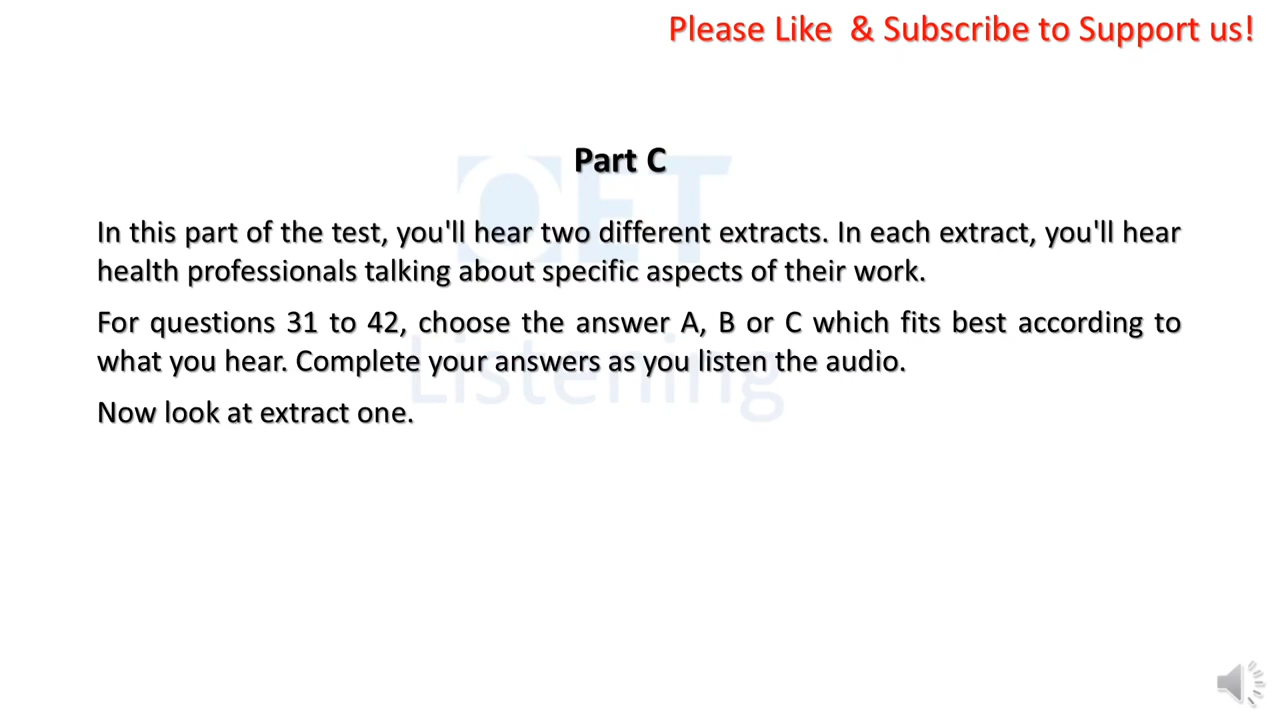 Please Like & Subscribe to Support us!
Part C
OET
In this part of the test, you'll hear two different extracts. In each extract, you'll hear
health professionals talking about specific aspects of their work.
For questions 31 to 42, choose the answer A, B or C which fits best according to
what you hear. Complete your answers as you listen the audio.
Listening
Now look at extract one.